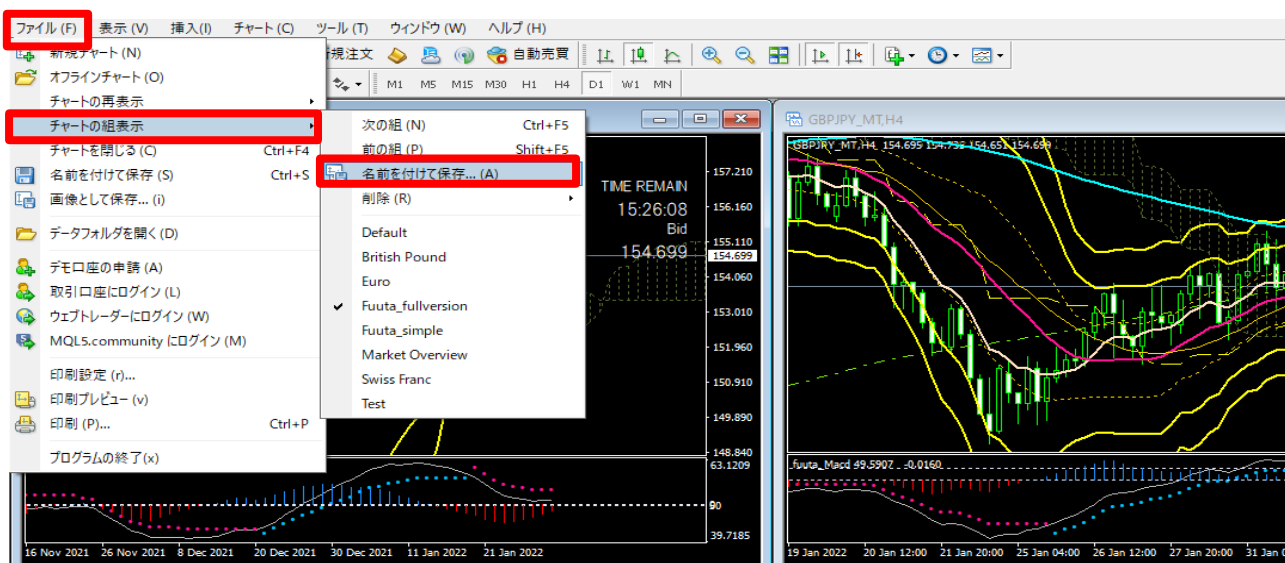 ファイル (F) 表示 (V) 挿入(I) チャート (C) ツール (T) ウィンドウ (W) ヘルプ (H)
新規チャート (N)
規注文 自動売買
オフラインチャート (O)
チャートの再表示
M1 M5 M15 M30 H1 H4 D1 W1 MN
チャートの組表示
チャートを閉じる (C) Ctrl+F4
名前を付けて保存 (S) Ctrl+S
画像として保存... (i)
データフォルダを開く (D)
デモ口座の申請 (A)
取引口座にログイン (L)
ウェブトレーダーにログイン (W)
MQL5.community にログイン (M)
印刷設定 (r)...
印刷プレビュー (v)
印刷 (P)... Ctrl+P
プログラムの終了(x)
次の組 (N) Ctrl+F5
前の組 (P) Shift+F5
名前を付けて保存... (A)
削除 (R)
Default
British Pound
Euro
Fuuta_fullversion
Fuuta_simple
Market Overview
Swiss Franc
Test
TIME REMAIN
15:26:08
Bid
154.699
157.210
156.160
155.110
154.699
154.060
153.010
151.960
150.910
149.890
148.840
63.1209
39.7185
16 Nov 2021 26 Nov 2021 8 Dec 2021 20 Dec 2021 30 Dec 2021 11 Jan 2022 21 Jan 2022
GBPJPY_MT,H4
GBPJPY_MT,H4 154.695 154.733 154.651 154.699
fuuta_Macd 49.5907 -0.0160
19 Jan 2022 20 Jan 12:00 21 Jan 20:00 25 Jan 04:00 26 Jan 12:00 27 Jan 20:00 31 Jan